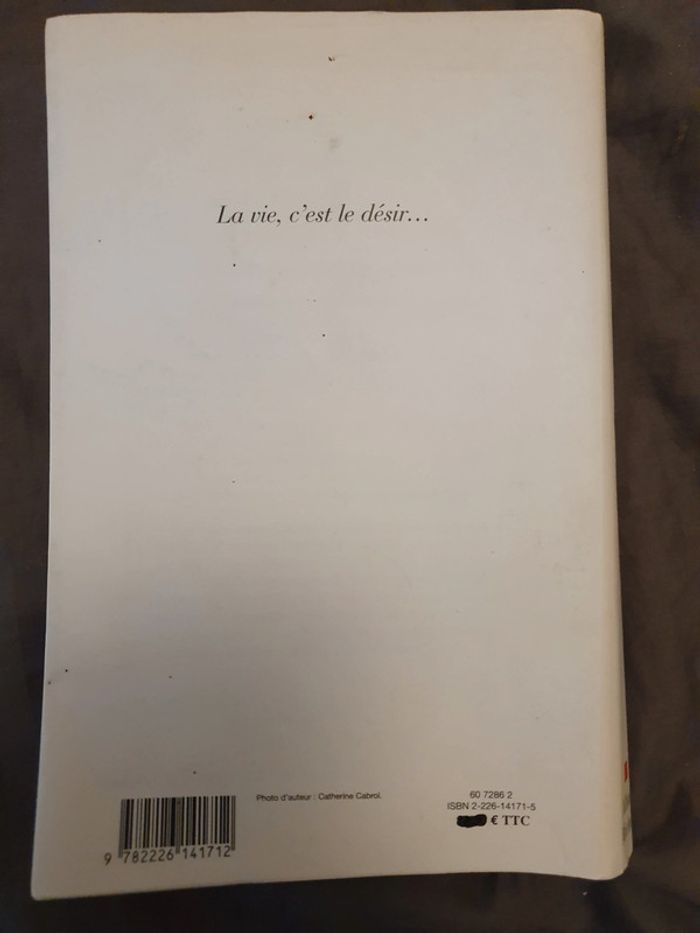 La vie, c'est le désir...
Photo d'auteur : Catherine Cabrol.
60 7286 2
ISBN 2-226-14171-5
€ TTC
9 782226 141712